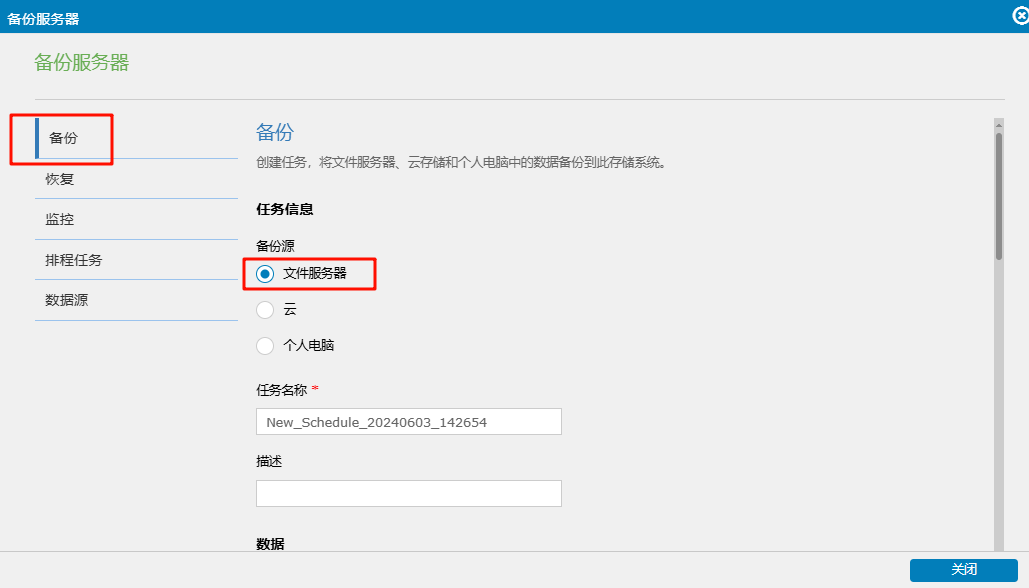 备份服务器
备份服务器
备份
恢复
监控
排程任务
数据源
备份
创建任务，将文件服务器、云存储和个人电脑中的数据备份到此存储系统。
任务信息
备份源
文件服务器
云
个人电脑
任务名称 *
New_Schedule_20240603_142654
描述
数据
关闭